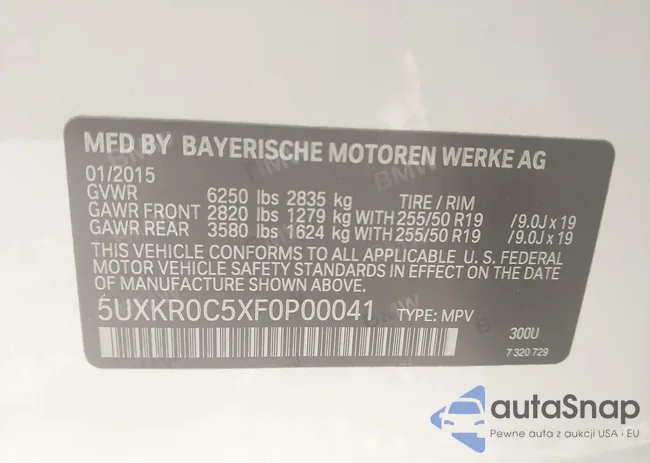 MFD BY BAYERISCHE MOTOREN WERKE AG
01/2015
GVWR 6250 lbs 2835 kg TIRE / RIM
GAWR FRONT 2820 lbs 1279 kg WITH 255/50 R19 /9.0J x 19
GAWR REAR 3580 lbs 1624 kg WITH 255/50 R19 /9.0J x 19
THIS VEHICLE CONFORMS TO ALL APPLICABLE U. S. FEDERAL
MOTOR VEHICLE SAFETY STANDARDS IN EFFECT ON THE DATE
OF MANUFACTURE SHOWN ABOVE.
5UXKR0C5XF0P00041 TYPE: MPV 300U
7 320 729
autaSnap
Pewne auta z aukcji USA i EU